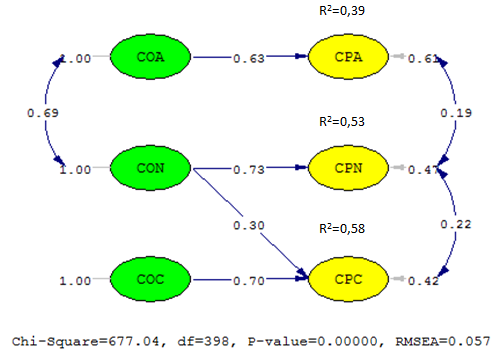 R²=0,39
1.00 COA 0.63 CPA 0.61
0.69 0.19
R²=0,53
1.00 CON 0.73 CPN 0.47
0.30 0.22
R²=0,58
1.00 COC 0.70 CPC 0.42
Chi-Square=677.04, df=398, P-value=0.00000, RMSEA=0.057